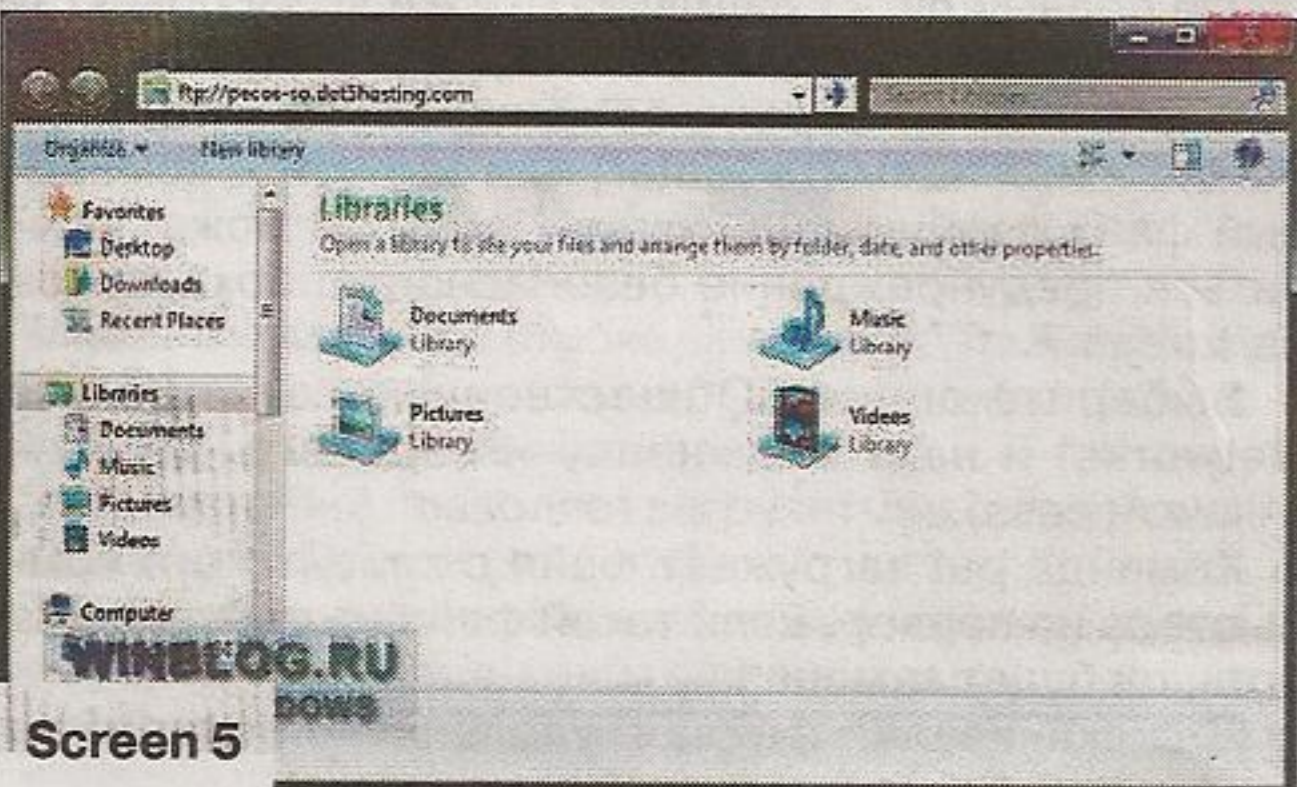 ftp://pecos-so.dot5hosting.com
Organize
New library
Favorites
Desktop
Downloads
Recent Places
Libraries
Documents
Music
Pictures
Videos
Computer
Libraries
Open a library to see your files and arrange them by folder, date, and other properties.
Documents
Library
Music
Library
Pictures
Library
Videos
Library
WINBLOG.RU
DOWS
Screen 5